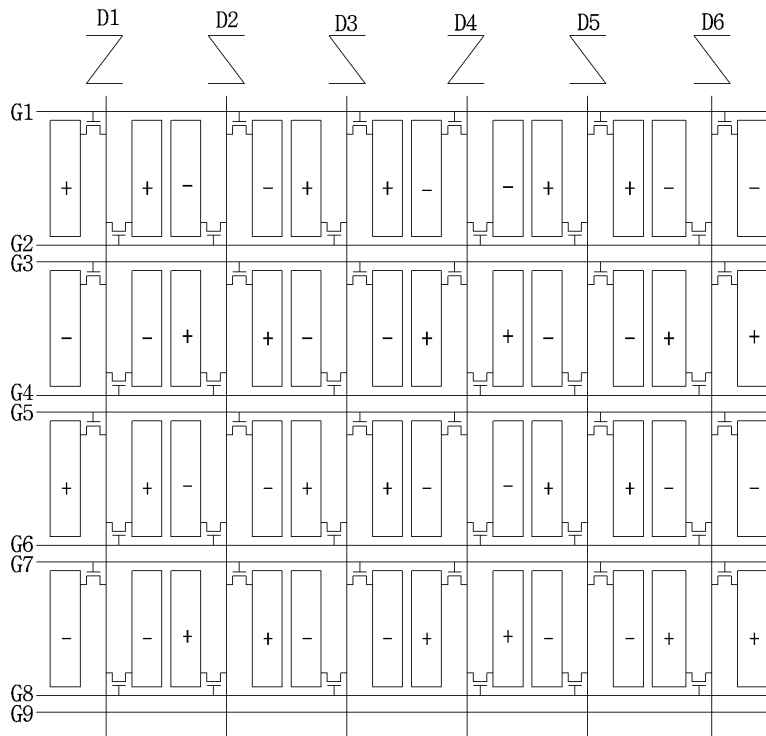 D1 D2 D3 D4 D5 D6
G1
+ + − − + + − − + + − −
G2
G3
− − + + − − + + − − + +
G4
G5
+ + − − + + − − + + − −
G6
G7
− − + + − − + + − − + +
G8
G9